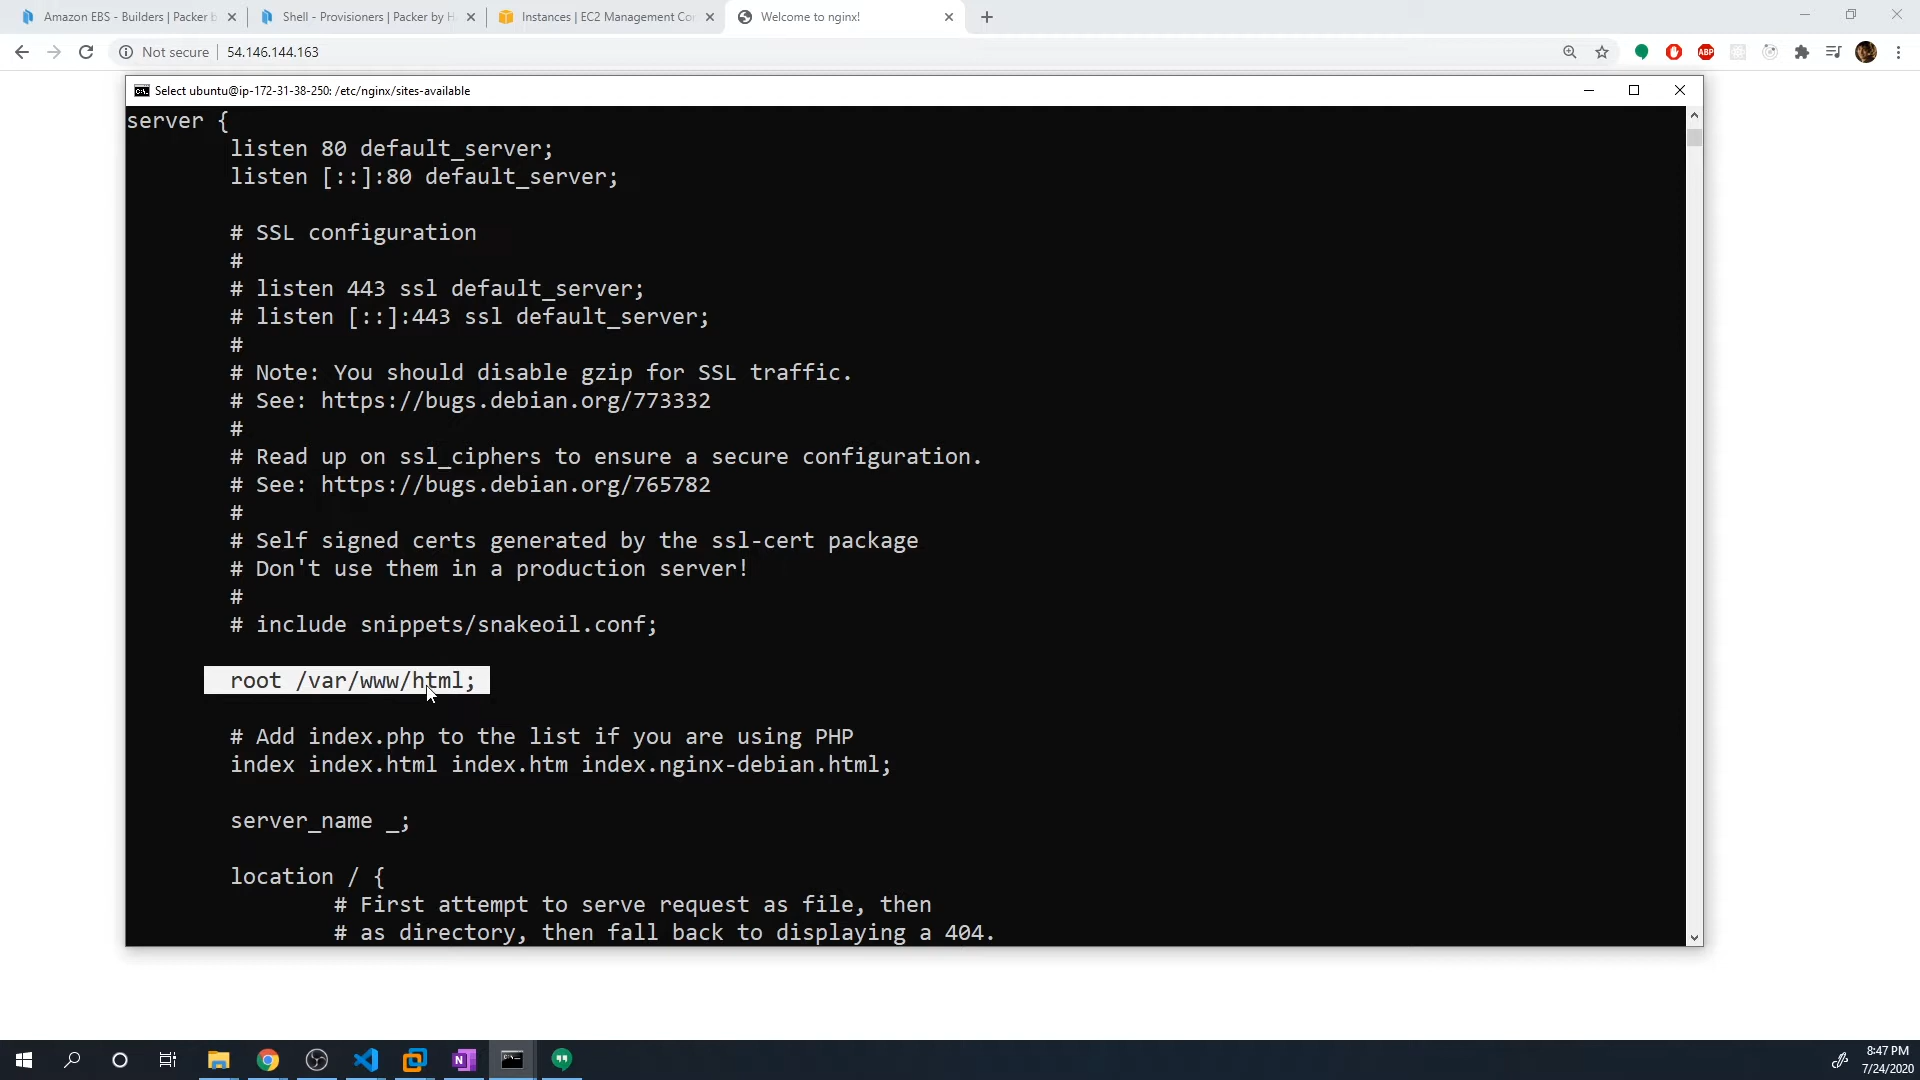 Amazon EBS - Builders | Packer b
Shell - Provisioners | Packer by H
Instances | EC2 Management Co
Welcome to nginx!
Not secure
54.146.144.163
ABP
Select ubuntu@ip-172-31-38-250: /etc/nginx/sites-available
server {
listen 80 default_server;
listen [::]:80 default_server;
# SSL configuration
#
# listen 443 ssl default_server;
# listen [::]:443 ssl default_server;
#
# Note: You should disable gzip for SSL traffic.
# See: https://bugs.debian.org/773332
#
# Read up on ssl_ciphers to ensure a secure configuration.
# See: https://bugs.debian.org/765782
#
# Self signed certs generated by the ssl-cert package
# Don't use them in a production server!
#
# include snippets/snakeoil.conf;
root /var/www/html;
# Add index.php to the list if you are using PHP
index index.html index.htm index.nginx-debian.html;
server_name _;
location / {
# First attempt to serve request as file, then
# as directory, then fall back to displaying a 404.
8:47 PM
7/24/2020